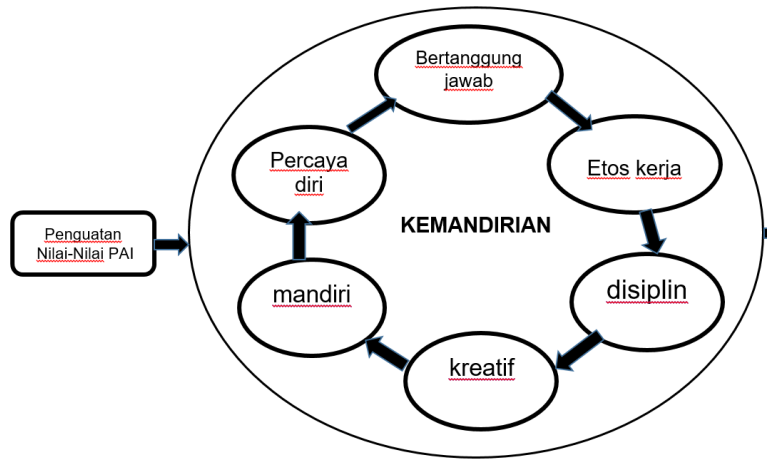 Bertanggung
jawab
Etos kerja
disiplin
kreatif
mandiri
Percaya
diri
KEMANDIRIAN
Penguatan
Nilai-Nilai PAI